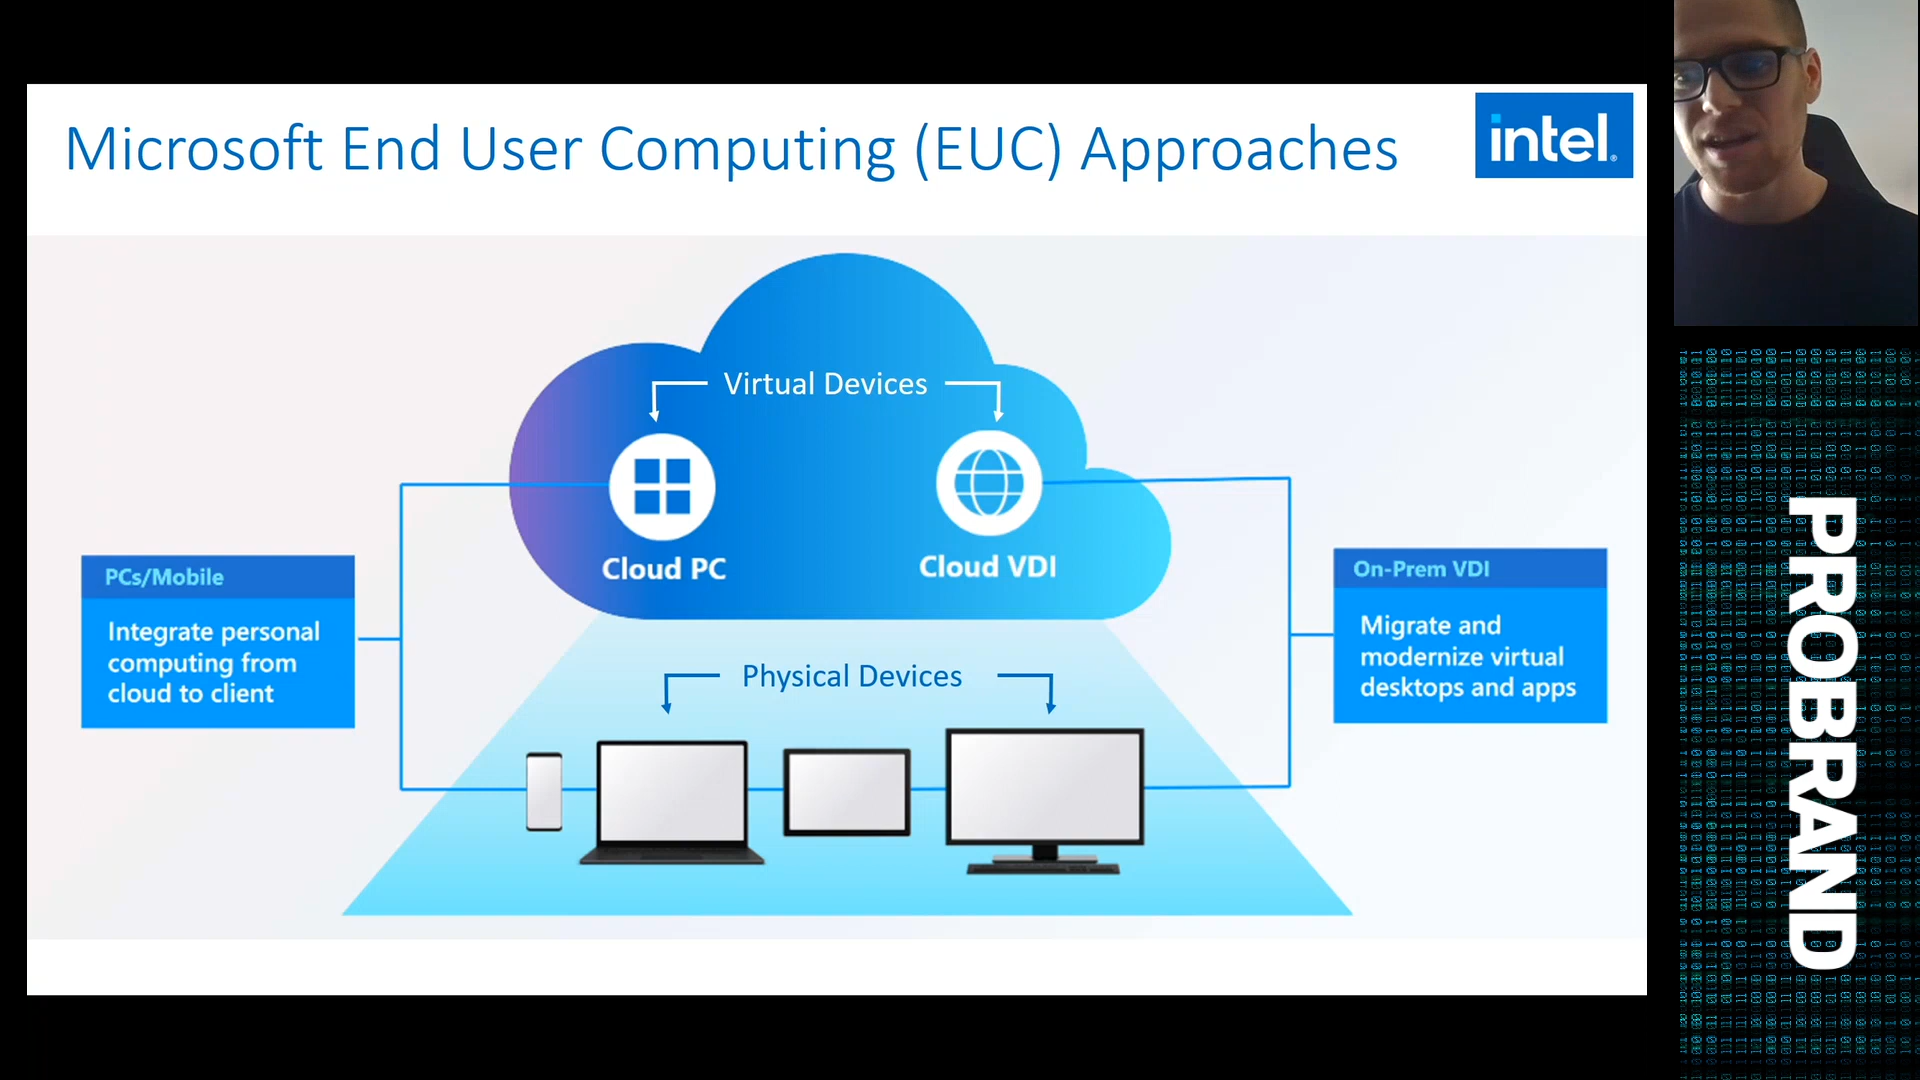 Microsoft End User Computing (EUC) Approaches
intel.
Virtual Devices
Cloud PC
Cloud VDI
PCs/Mobile
Integrate personal
computing from
cloud to client
On-Prem VDI
Migrate and
modernize virtual
desktops and apps
Physical Devices
PROBRAND